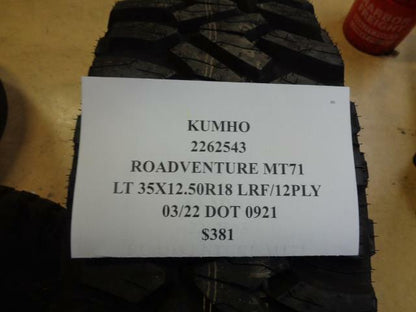 KUMHO
2262543
ROADVENTURE MT71
LT 35X12.50R18 LRF/12PLY
03/22 DOT 0921
$381